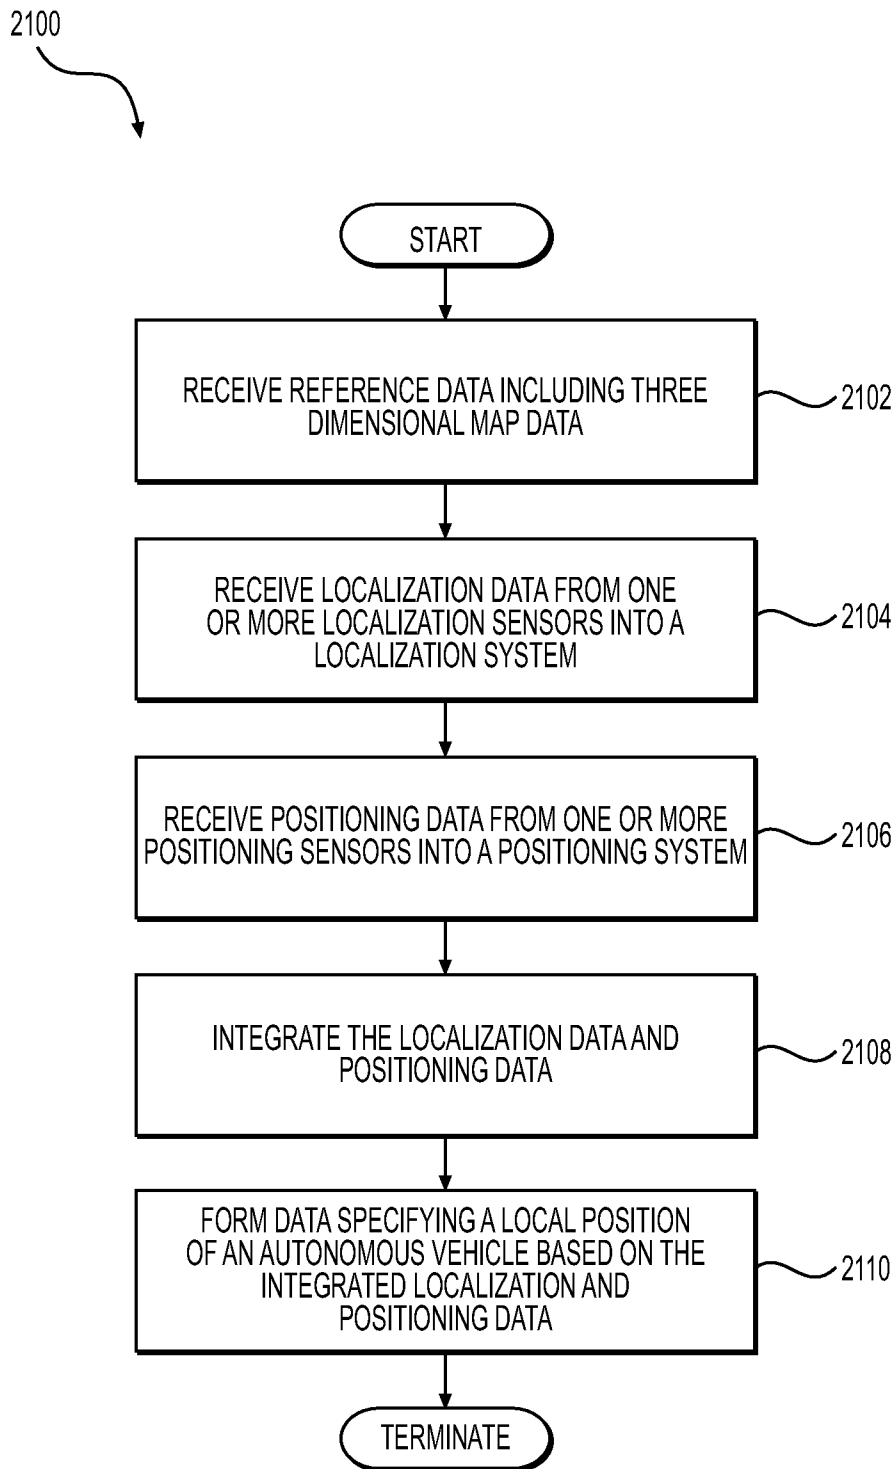 2100
START
RECEIVE REFERENCE DATA INCLUDING THREE
DIMENSIONAL MAP DATA
2102
RECEIVE LOCALIZATION DATA FROM ONE
OR MORE LOCALIZATION SENSORS INTO A
LOCALIZATION SYSTEM
2104
RECEIVE POSITIONING DATA FROM ONE OR MORE
POSITIONING SENSORS INTO A POSITIONING SYSTEM
2106
INTEGRATE THE LOCALIZATION DATA AND
POSITIONING DATA
2108
FORM DATA SPECIFYING A LOCAL POSITION
OF AN AUTONOMOUS VEHICLE BASED ON THE
INTEGRATED LOCALIZATION AND
POSITIONING DATA
2110
TERMINATE